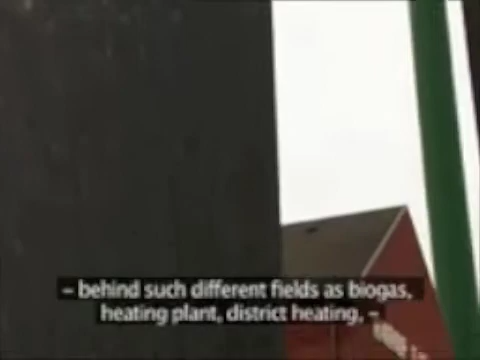 – behind such different fields as biogas,
heating plant, district heating, –